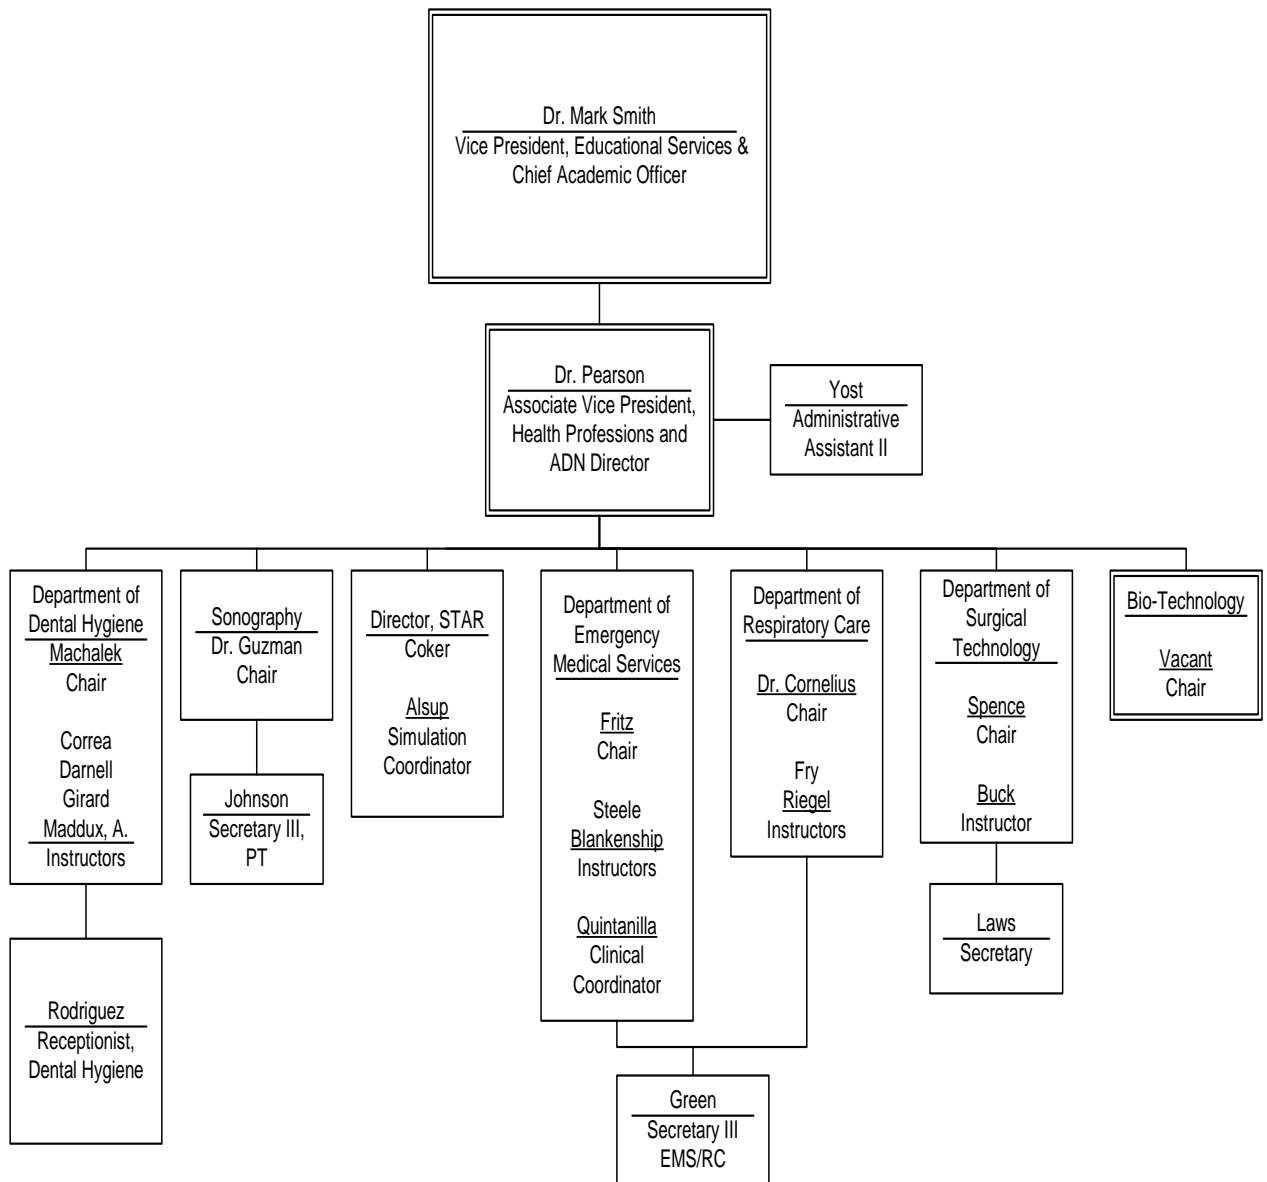 Dr. Mark Smith
Vice President, Educational Services &
Chief Academic Officer
Dr. Pearson
Associate Vice President,
Health Professions and
ADN Director
Yost
Administrative
Assistant II
Department of
Dental Hygiene
Machalek
Chair
Correa
Darnell
Girard
Maddux, A.
Instructors
Sonography
Dr. Guzman
Chair
Director, STAR
Coker
Alsup
Simulation
Coordinator
Department of
Emergency
Medical Services
Fritz
Chair
Steele
Blankenship
Instructors
Quintanilla
Clinical
Coordinator
Department of
Respiratory Care
Dr. Cornelius
Chair
Fry
Riegel
Instructors
Department of
Surgical
Technology
Spence
Chair
Buck
Instructor
Bio-Technology
Vacant
Chair
Johnson
Secretary III,
PT
Laws
Secretary
Rodriguez
Receptionist,
Dental Hygiene
Green
Secretary III
EMS/RC